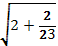 √(2 + 2/23)